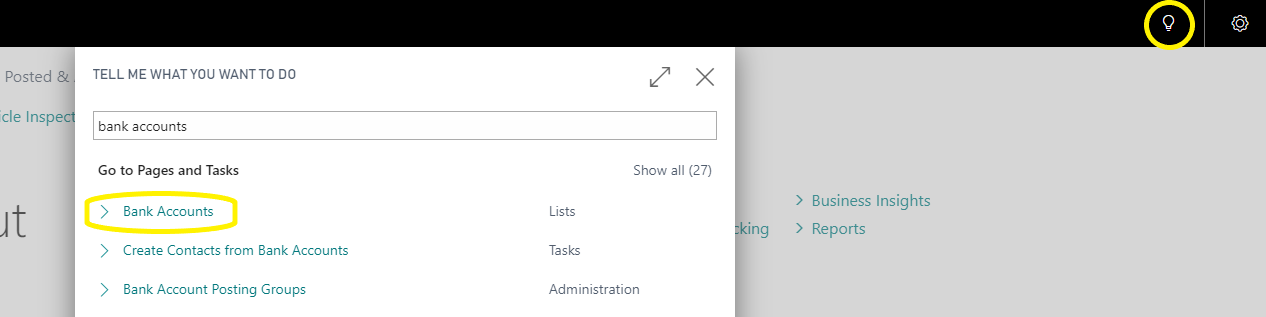 Posted &
TELL ME WHAT YOU WANT TO DO
icle Inspect
bank accounts
Go to Pages and Tasks Show all (27)
Bank Accounts Lists
Business Insights
ut
cking
Reports
Create Contacts from Bank Accounts Tasks
Bank Account Posting Groups Administration